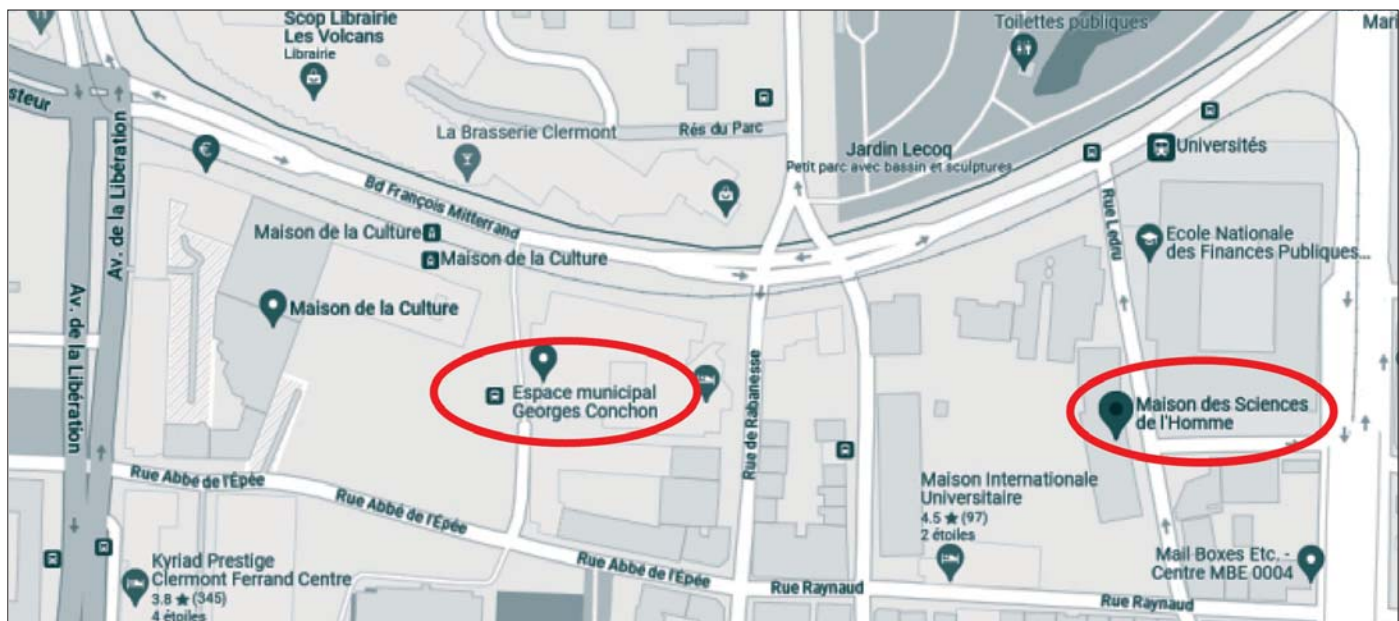 Scop Librairie
Les Volcans
Librairie
Toilettes publiques
Mari
steur
Av. de la Libération
Av. de la Libération
La Brasserie Clermont
Rés du Parc
Jardin Lecoq
Petit parc avec bassin et sculptures
Universités
Bd François Mitterrand
Maison de la Culture
Maison de la Culture
Maison de la Culture
Rue Ledru
Ecole Nationale
des Finances Publiques...
Espace municipal
Georges Conchon
Rue de Rabanesse
Maison des Sciences
de l'Homme
Rue Abbé de l'Épée
Rue Abbé de l'Épée
Rue Abbé de l'Épée
Maison Internationale
Universitaire
4.5 ★ (97)
2 étoiles
Kyriad Prestige
Clermont Ferrand Centre
3.8 ★ (345)
4 étoiles
Rue Raynaud
Rue Raynaud
Mail Boxes Etc. -
Centre MBE 0004